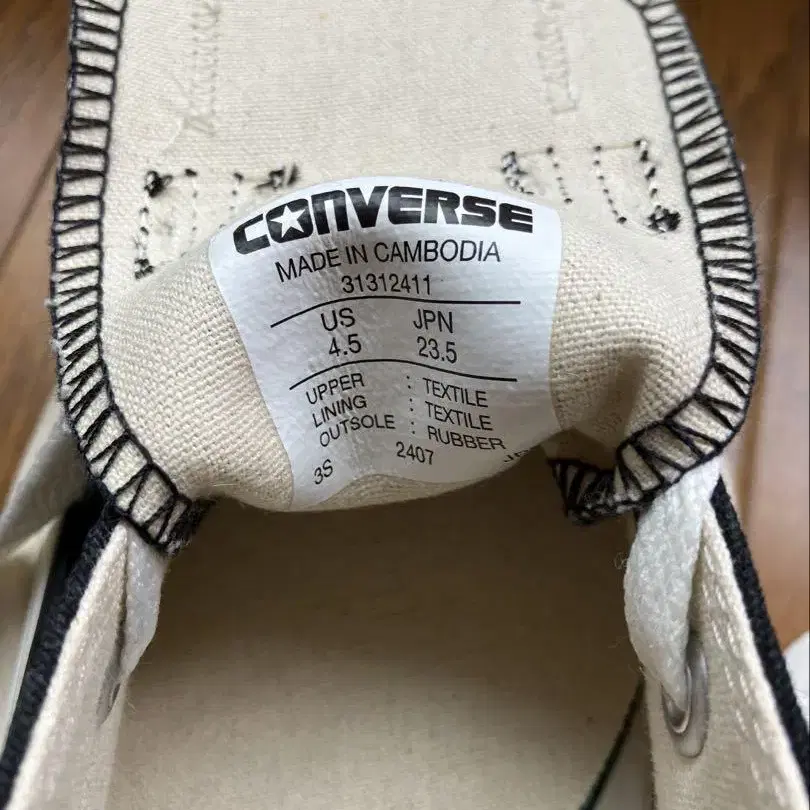 CONVERSE
MADE IN CAMBODIA
31312411
US JPN
4.5 23.5
UPPER : TEXTILE
LINING : TEXTILE
OUTSOLE : RUBBER
3S 2407